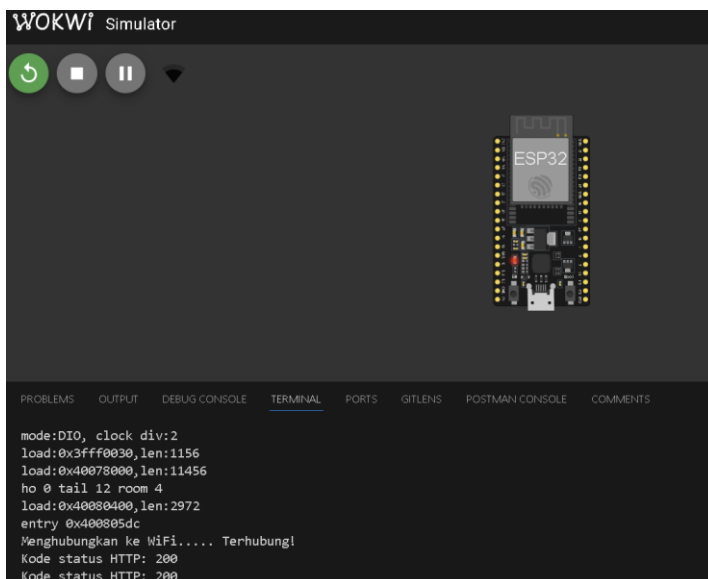 WOKWi Simulator
ESP32
PROBLEMS OUTPUT DEBUG CONSOLE TERMINAL PORTS GITLENS POSTMAN CONSOLE COMMENTS
mode:DIO, clock div:2
load:0x3fff0030,len:1156
load:0x40078000,len:11456
ho 0 tail 12 room 4
load:0x40080400,len:2972
entry 0x400805dc
Menghubungkan ke WiFi..... Terhubung!
Kode status HTTP: 200
Kode status HTTP: 200